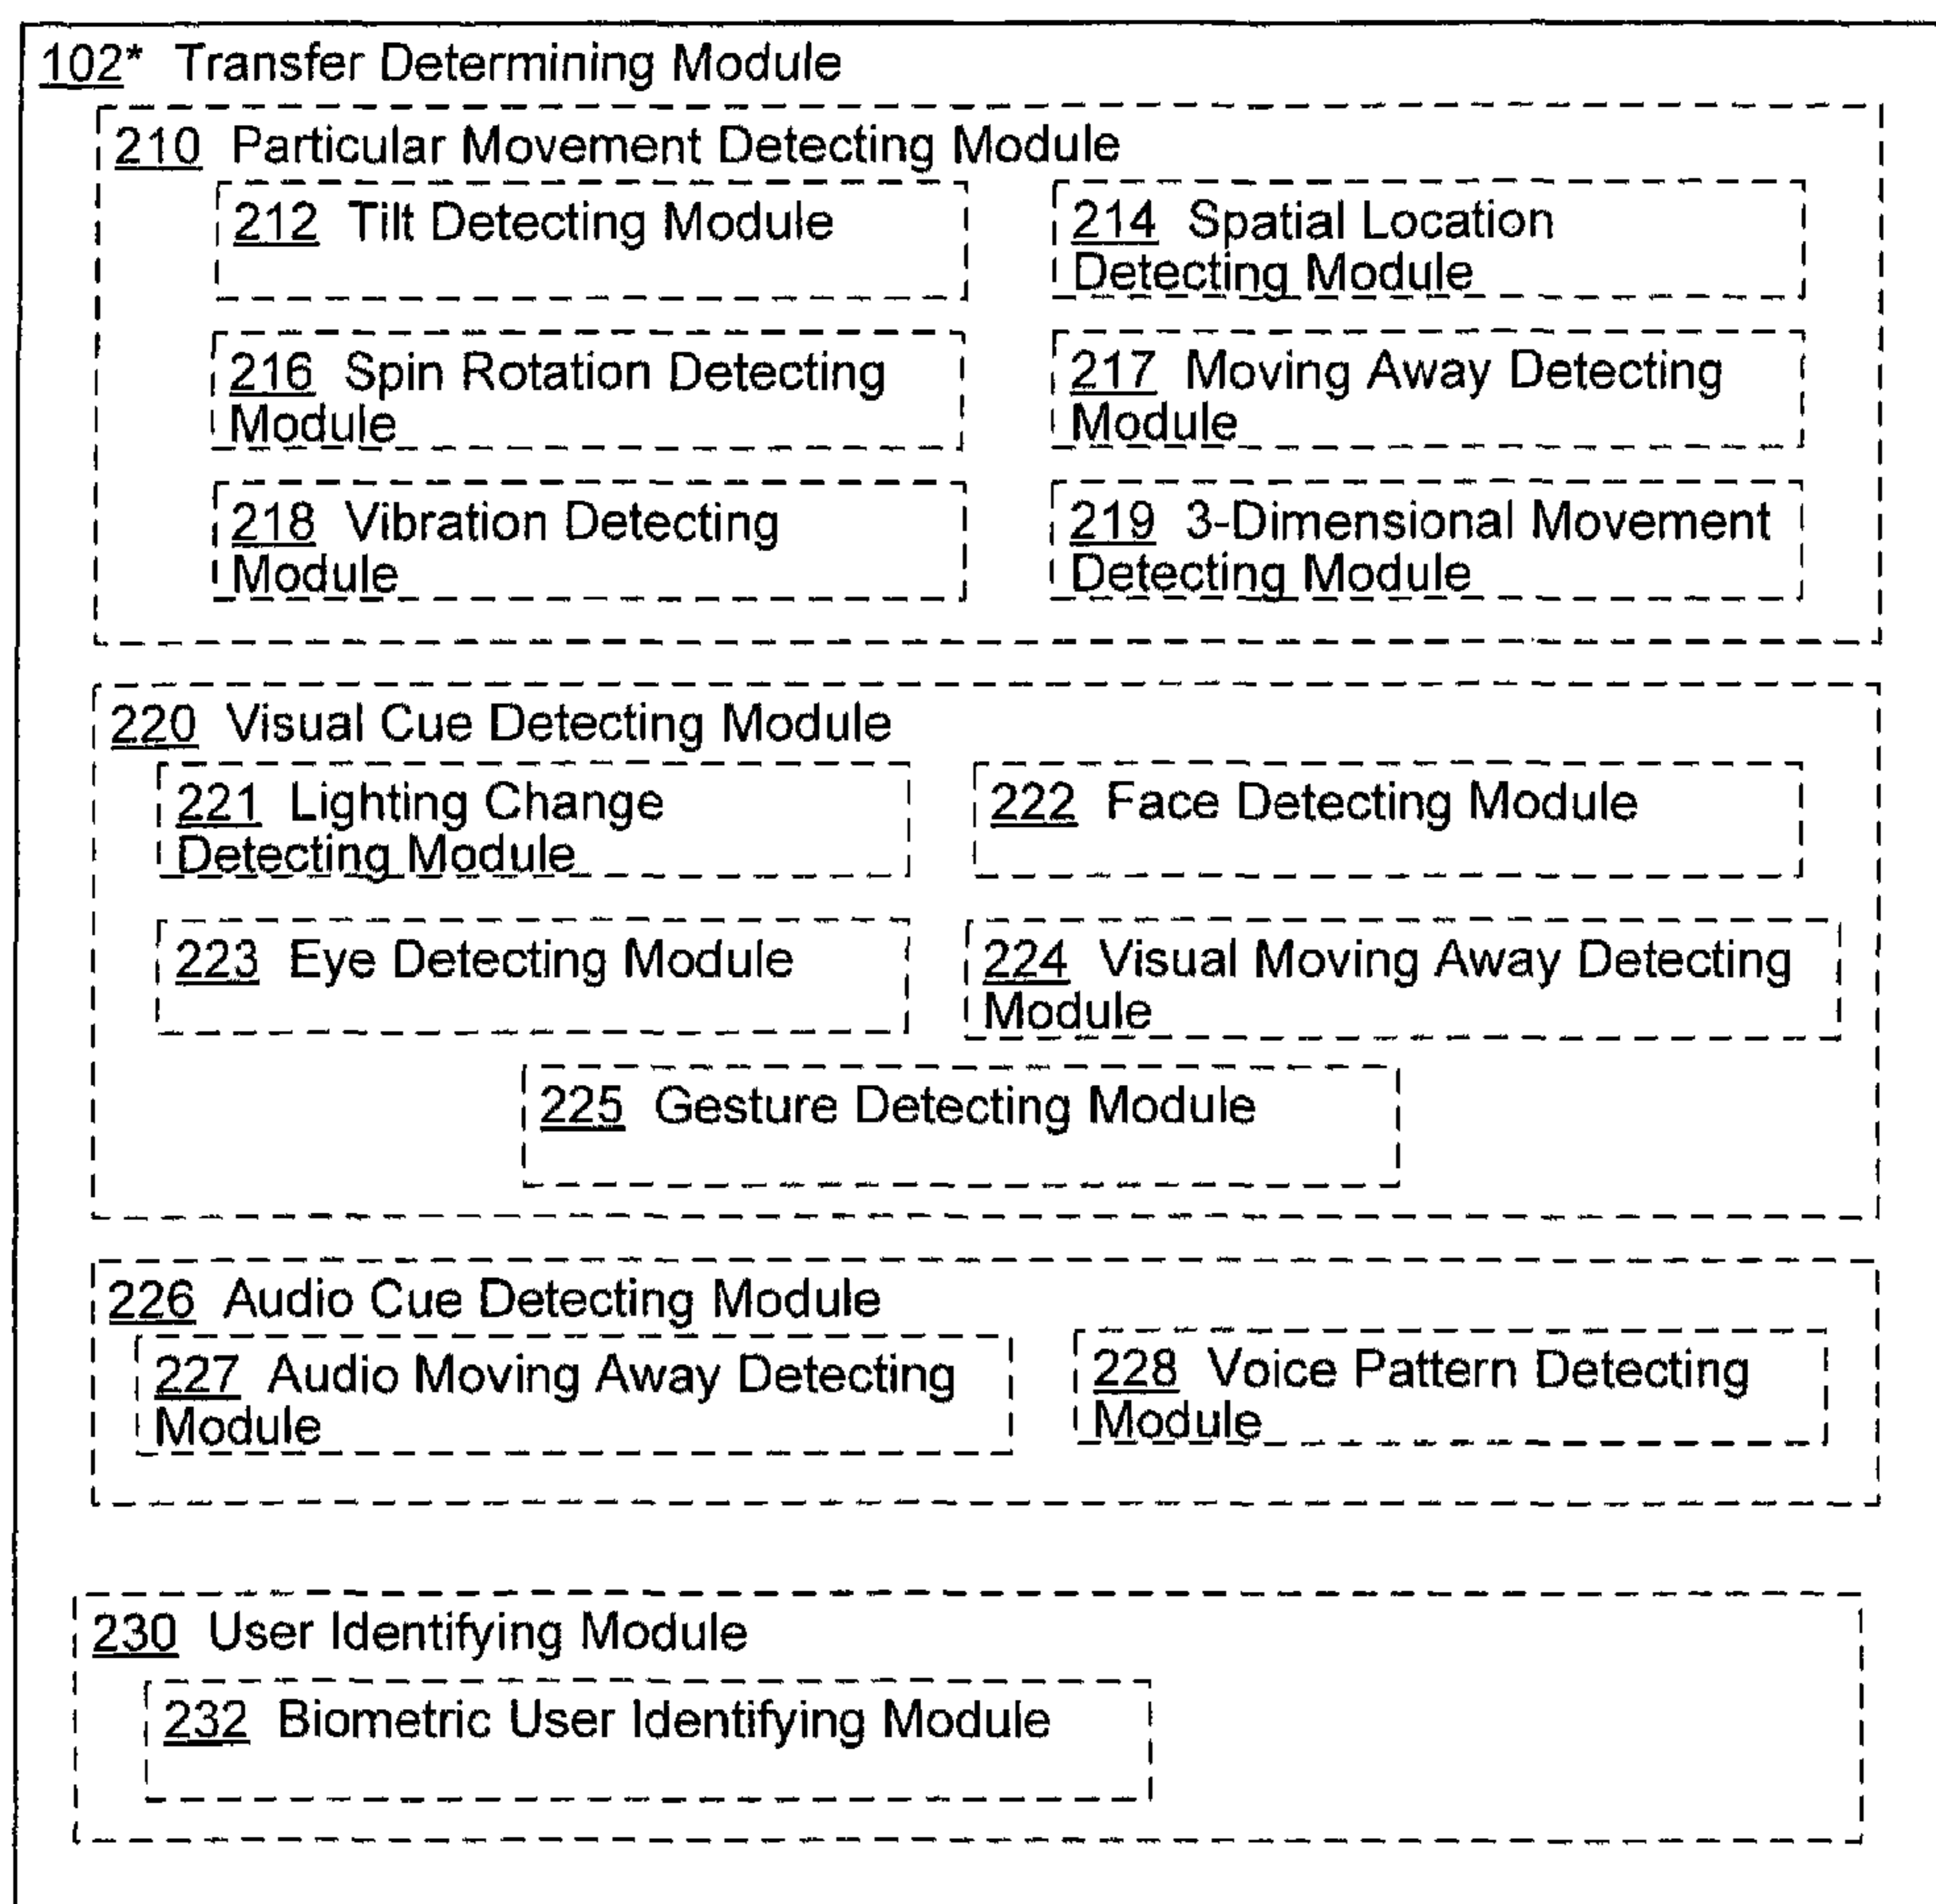 102* Transfer Determining Module
210 Particular Movement Detecting Module
212 Tilt Detecting Module
214 Spatial Location
Detecting Module
216 Spin Rotation Detecting
Module
217 Moving Away Detecting
Module
218 Vibration Detecting
Module
219 3-Dimensional Movement
Detecting Module
220 Visual Cue Detecting Module
221 Lighting Change
Detecting Module
222 Face Detecting Module
223 Eye Detecting Module
224 Visual Moving Away Detecting
Module
225 Gesture Detecting Module
226 Audio Cue Detecting Module
227 Audio Moving Away Detecting
Module
228 Voice Pattern Detecting
Module
230 User Identifying Module
232 Biometric User Identifying Module